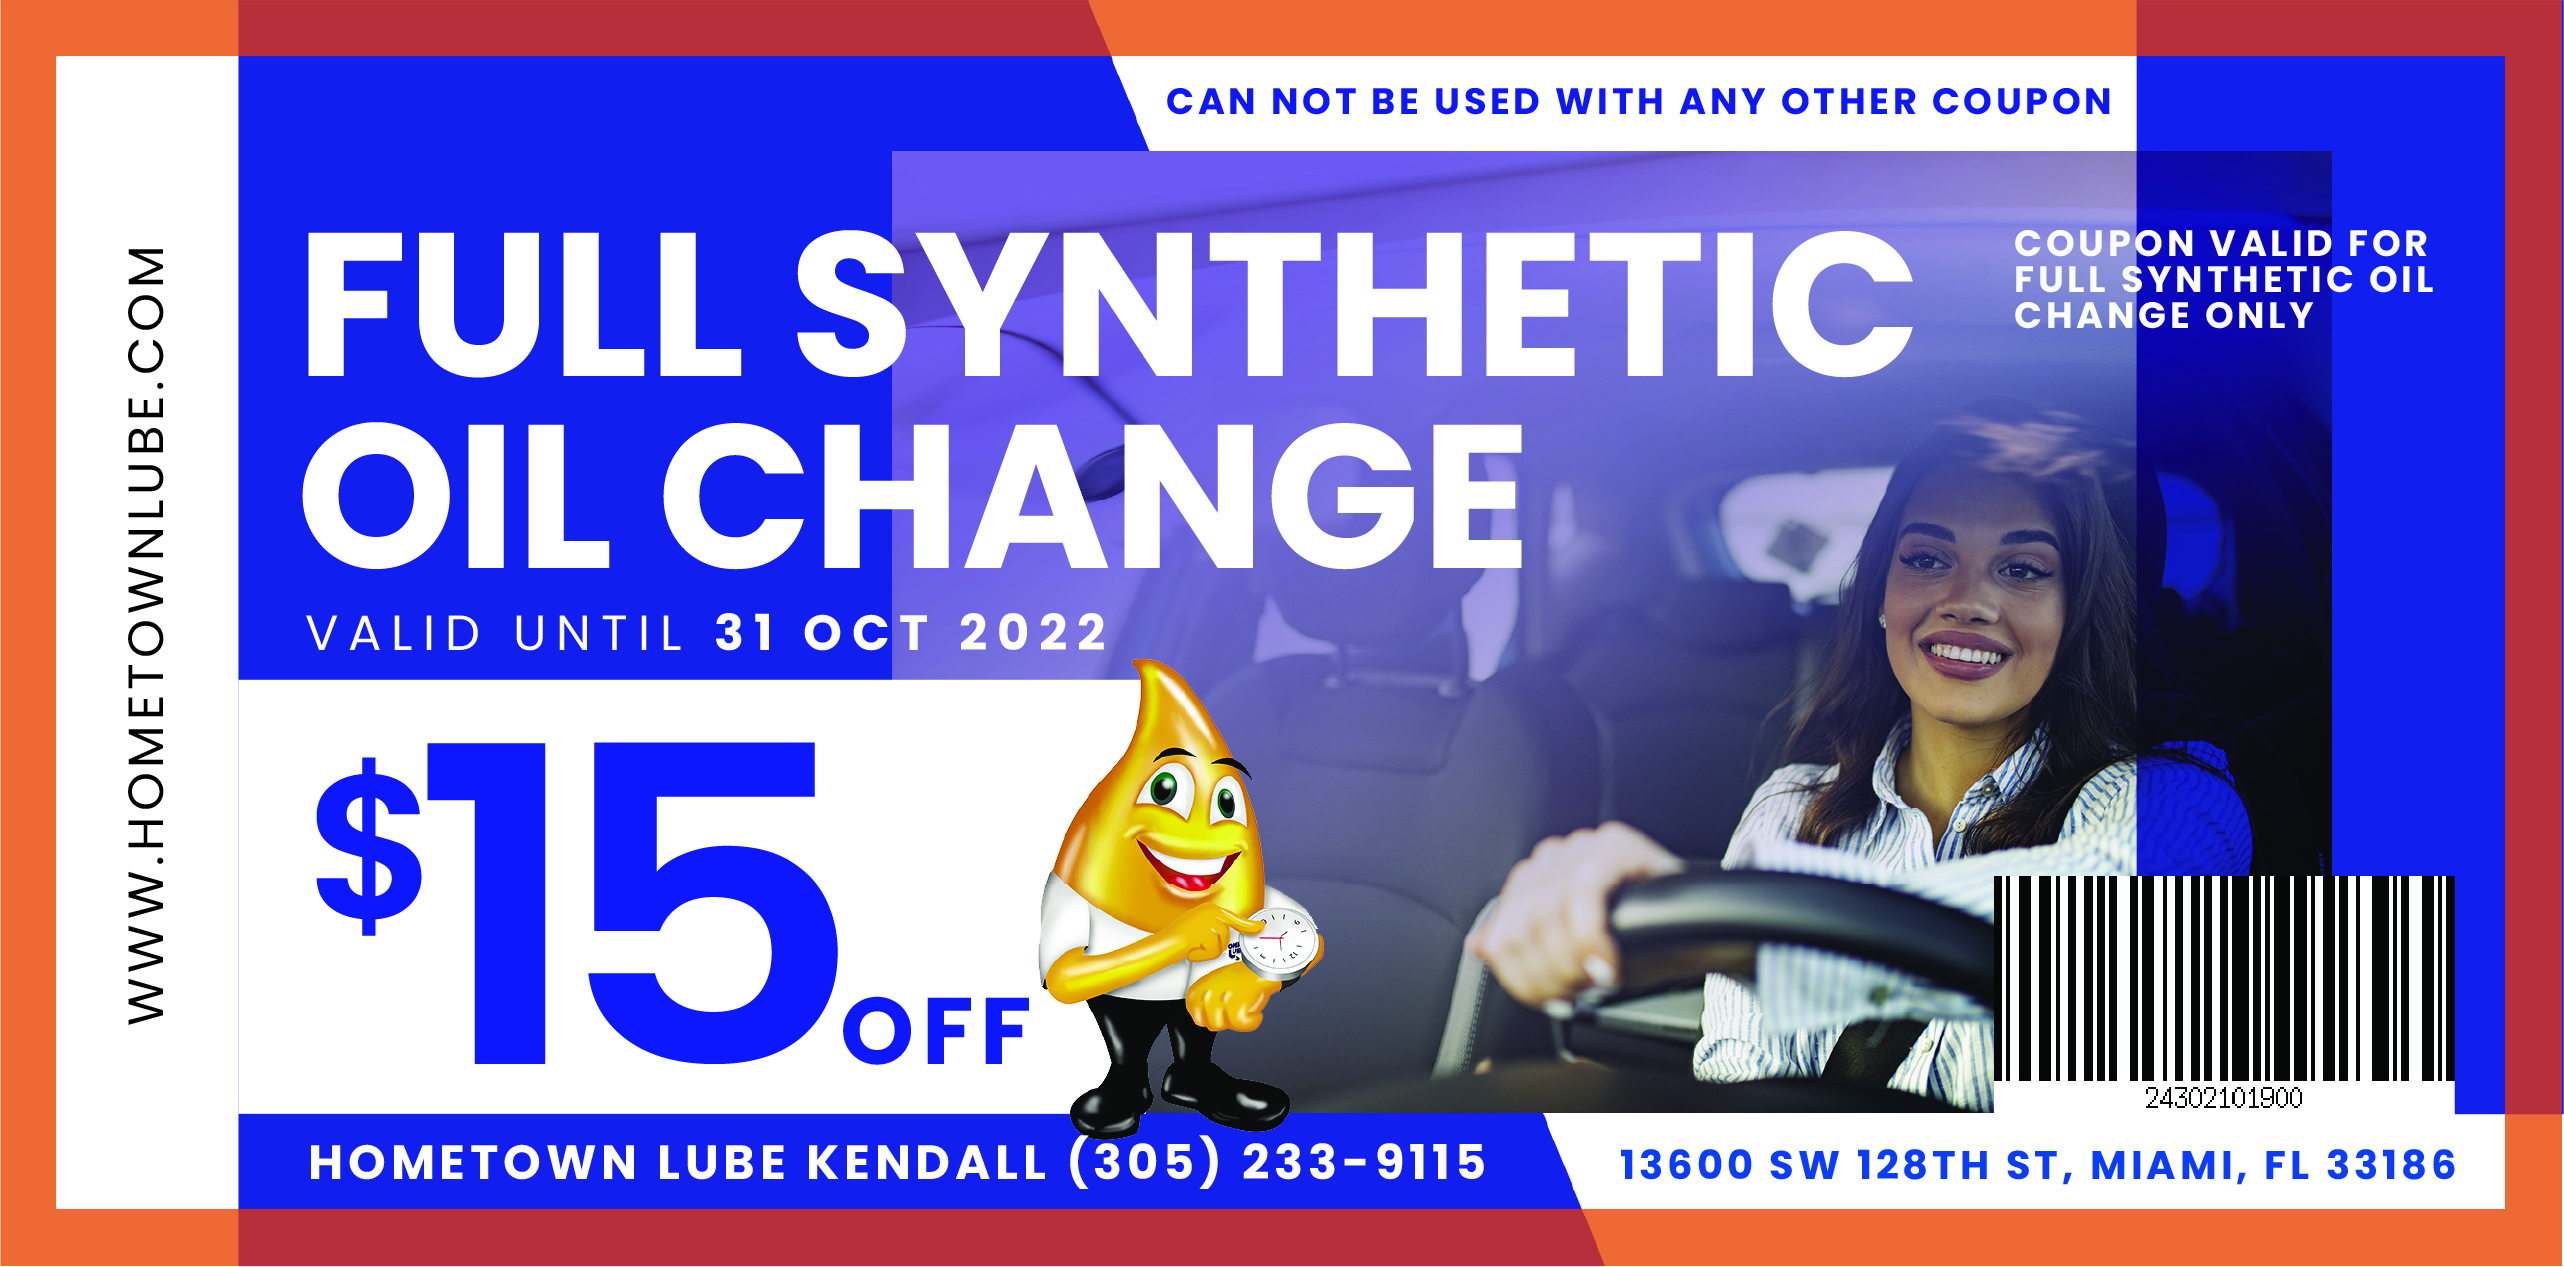 CAN NOT BE USED WITH ANY OTHER COUPON
WWW.HOMETOWNLUBE.COM
FULL SYNTHETIC
OIL CHANGE
COUPON VALID FOR
FULL SYNTHETIC OIL
CHANGE ONLY
VALID UNTIL 31 OCT 2022
$15 OFF
24302101900
HOMETOWN LUBE KENDALL (305) 233-9115
13600 SW 128TH ST, MIAMI, FL 33186